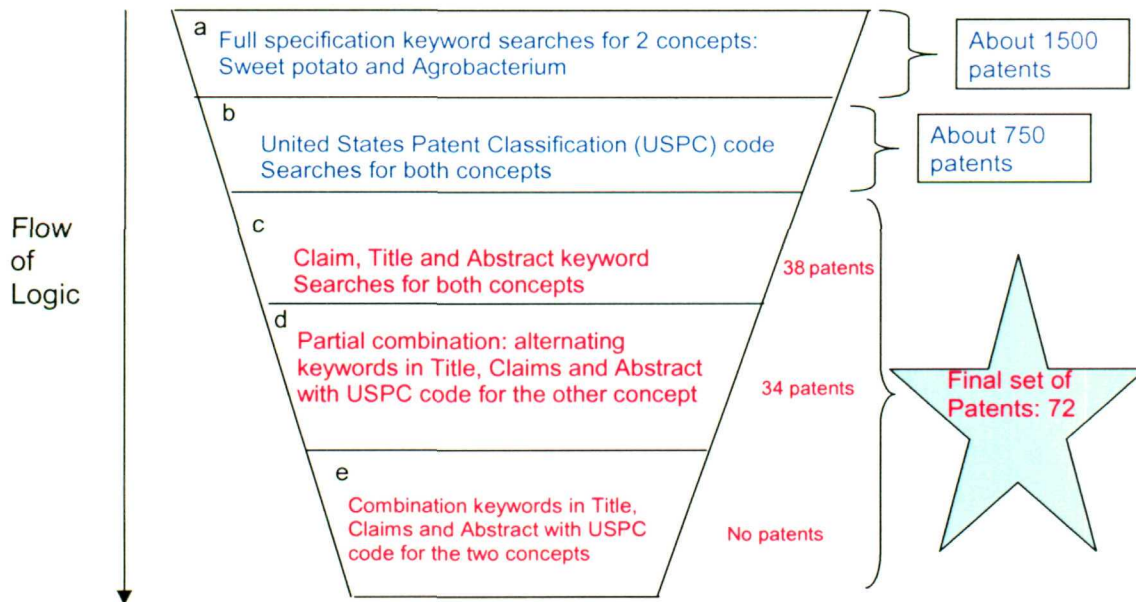 a
Full specification keyword searches for 2 concepts:
Sweet potato and Agrobacterium
About 1500
patents
b
United States Patent Classification (USPC) code
Searches for both concepts
About 750
patents
Flow
of
Logic
c
Claim, Title and Abstract keyword
Searches for both concepts
38 patents
d
Partial combination: alternating
keywords in Title, Claims and Abstract
with USPC code for the other concept
34 patents
Final set of
Patents: 72
e
Combination keywords in Title,
Claims and Abstract with USPC
code for the two concepts
No patents